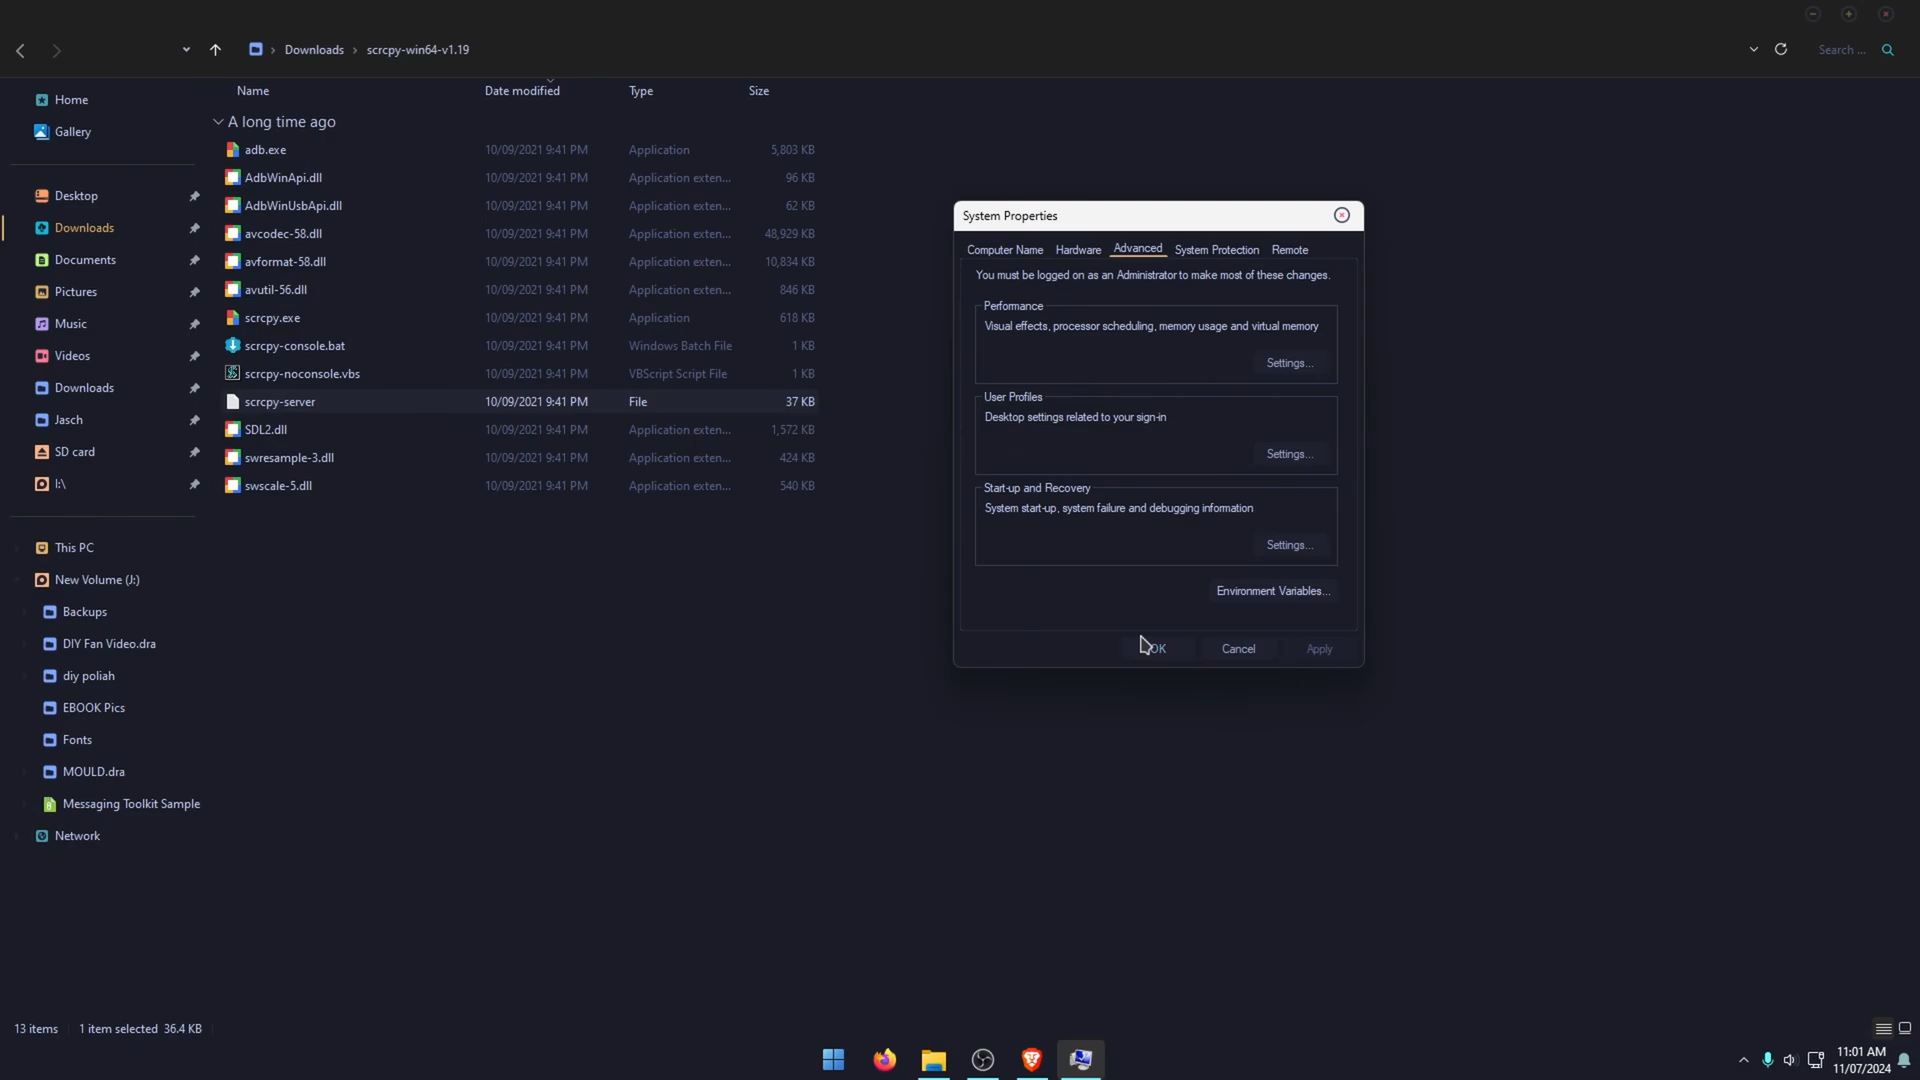 Downloads › scrcpy-win64-v1.19
Search ...
Home
Gallery
Desktop
Downloads
Documents
Pictures
Music
Videos
Downloads
Jasch
SD card
I:\
This PC
New Volume (J:)
Backups
DIY Fan Video.dra
diy poliah
EBOOK Pics
Fonts
MOULD.dra
Messaging Toolkit Sample
Network
Name Date modified Type Size
A long time ago
adb.exe 10/09/2021 9:41 PM Application 5,803 KB
AdbWinApi.dll 10/09/2021 9:41 PM Application exten... 96 KB
AdbWinUsbApi.dll 10/09/2021 9:41 PM Application exten... 62 KB
avcodec-58.dll 10/09/2021 9:41 PM Application exten... 48,929 KB
avformat-58.dll 10/09/2021 9:41 PM Application exten... 10,834 KB
avutil-56.dll 10/09/2021 9:41 PM Application exten... 846 KB
scrcpy.exe 10/09/2021 9:41 PM Application 618 KB
scrcpy-console.bat 10/09/2021 9:41 PM Windows Batch File 1 KB
scrcpy-noconsole.vbs 10/09/2021 9:41 PM VBScript Script File 1 KB
scrcpy-server 10/09/2021 9:41 PM File 37 KB
SDL2.dll 10/09/2021 9:41 PM Application exten... 1,572 KB
swresample-3.dll 10/09/2021 9:41 PM Application exten... 424 KB
swscale-5.dll 10/09/2021 9:41 PM Application exten... 540 KB
System Properties
Computer Name Hardware Advanced System Protection Remote
You must be logged on as an Administrator to make most of these changes.
Performance
Visual effects, processor scheduling, memory usage and virtual memory
Settings...
User Profiles
Desktop settings related to your sign-in
Settings...
Start-up and Recovery
System start-up, system failure and debugging information
Settings...
Environment Variables...
OK Cancel Apply
13 items 1 item selected 36.4 KB
11:01 AM
11/07/2024